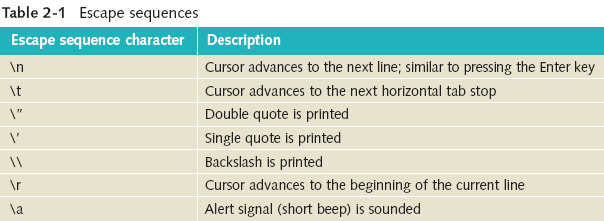 Table 2-1 Escape sequences
Escape sequence character Description
\n Cursor advances to the next line; similar to pressing the Enter key
\t Cursor advances to the next horizontal tab stop
\" Double quote is printed
\' Single quote is printed
\\ Backslash is printed
\r Cursor advances to the beginning of the current line
\a Alert signal (short beep) is sounded